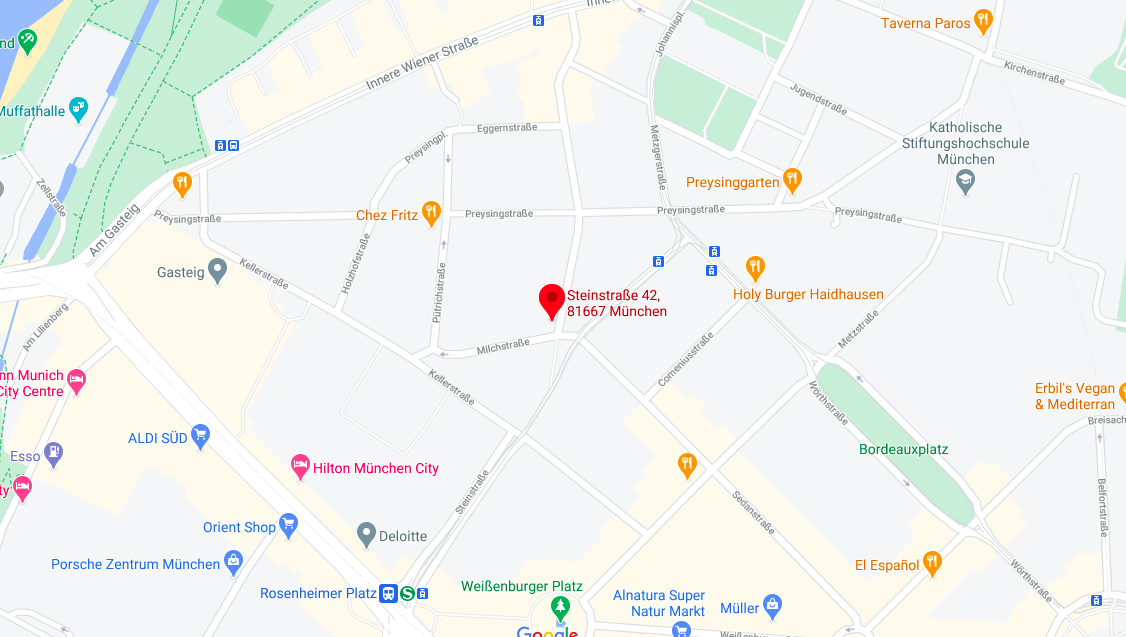 Inne
Taverna Paros
nd
Innere Wiener Straße
Johannispl.
Kirchenstraße
Muffathalle
Jugendstraße
Katholische
Stiftungshochschule
München
Eggernstraße
Preysingpl.
Metzgerstraße
Zellstraße
Preysinggarten
Preysingstraße
Chez Fritz
Preysingstraße
Preysingstraße
Preysingstraße
Am Gasteig
Gasteig
Kellerstraße
Holzhofstraße
Pütrichstraße
Steinstraße 42,
81667 München
Holy Burger Haidhausen
Am Lilienberg
Milchstraße
Comeniusstraße
Metzstraße
nn Munich
City Centre
Kellerstraße
Wörthstraße
Erbil's Vegan
& Mediterran
Breisach
ALDI SÜD
Esso
Hilton München City
Bordeauxplatz
ty
Steinstraße
Sedanstraße
Belfortstraße
Orient Shop
Deloitte
Porsche Zentrum München
El Español
Wörthstraße
Rosenheimer Platz
S
Weißenburger Platz
Alnatura Super
Natur Markt
Müller
Google
Weißenburg